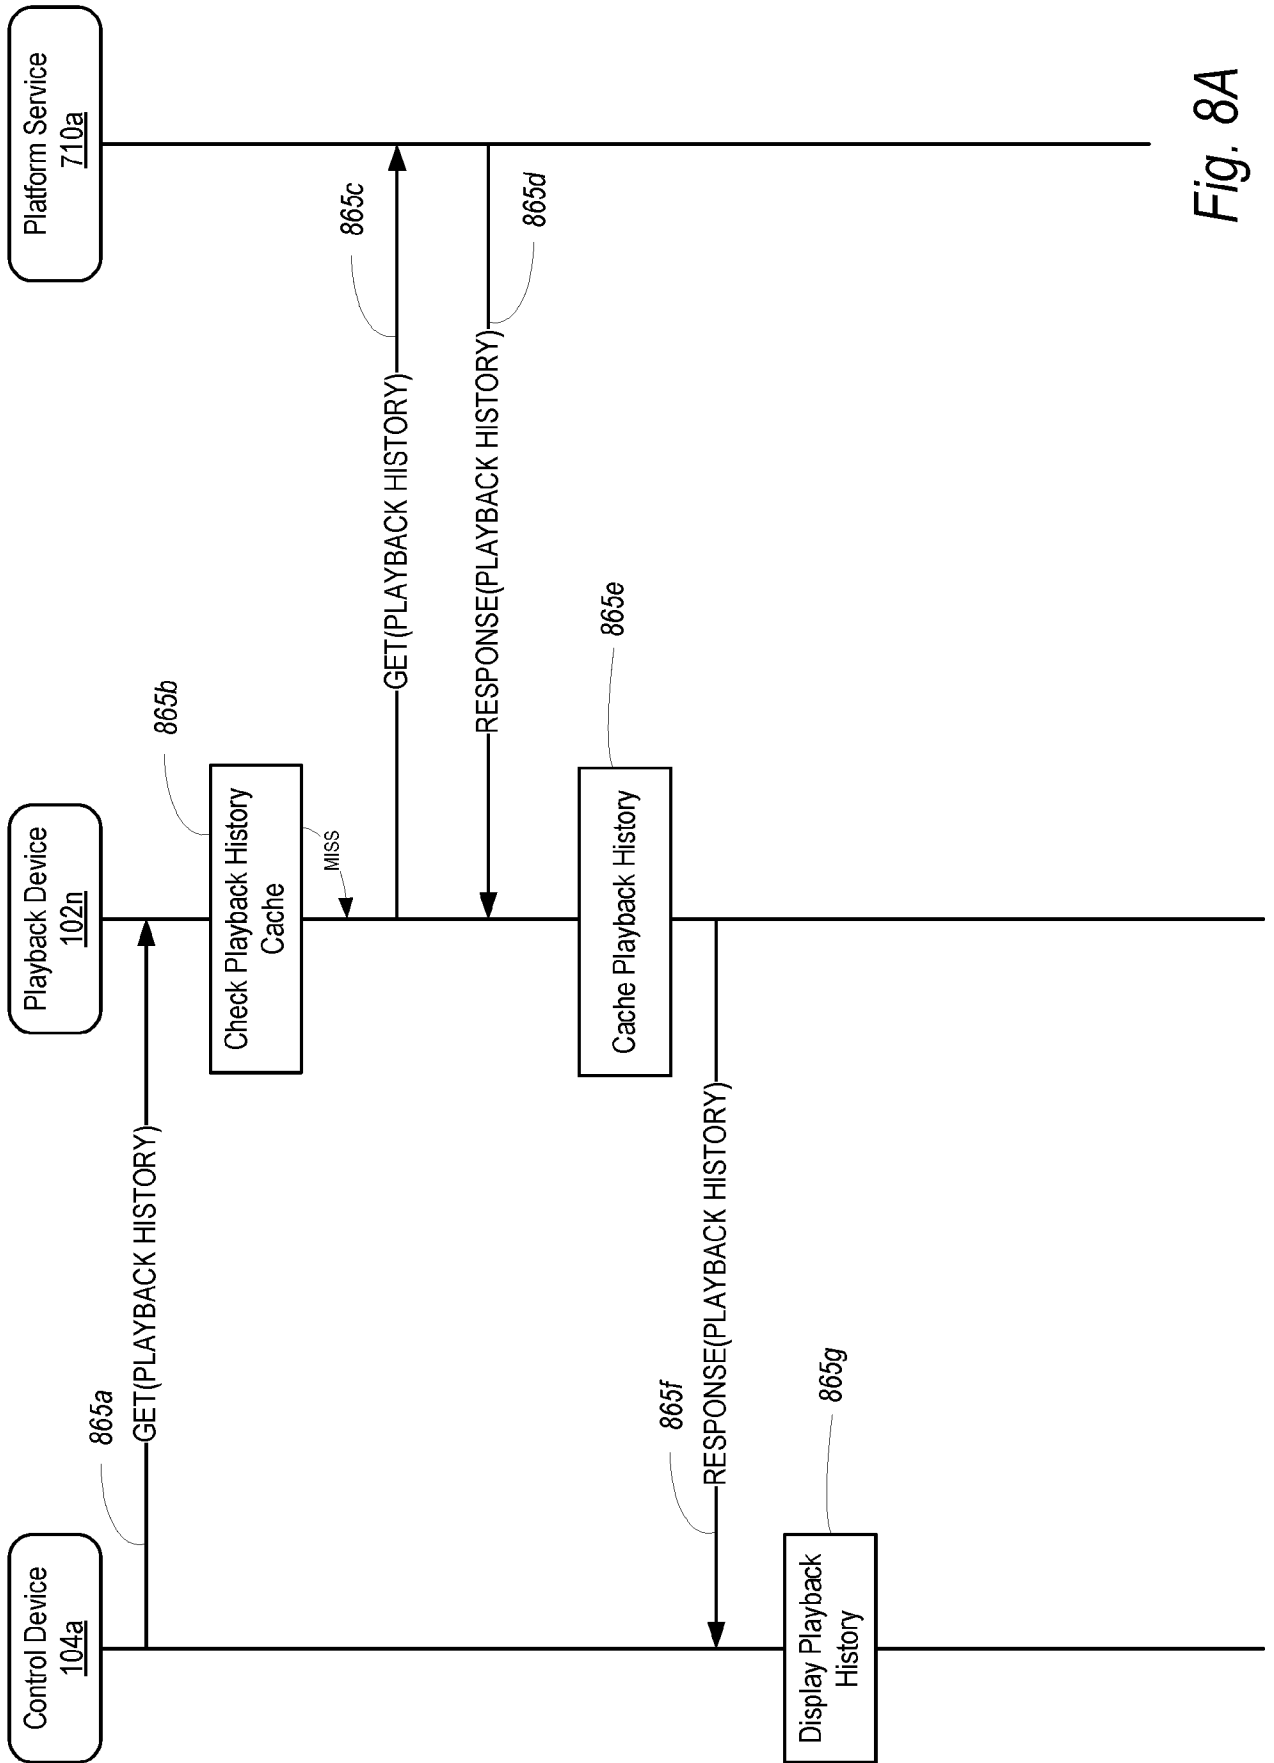 Control Device
104a
Playback Device
102n
Platform Service
710a
865a
GET(PLAYBACK HISTORY)
865b
Check Playback History
Cache
MISS
865c
GET(PLAYBACK HISTORY)
865d
RESPONSE(PLAYBACK HISTORY)
865e
Cache Playback History
865f
RESPONSE(PLAYBACK HISTORY)
865g
Display Playback
History
Fig. 8A